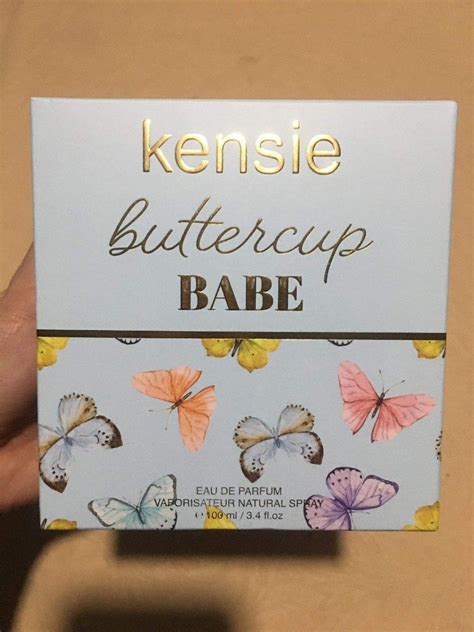 kensie
buttercup
BABE
EAU DE PARFUM
VAPORISATEUR NATURAL SPRAY
℮ 100 ml / 3.4 fl.oz